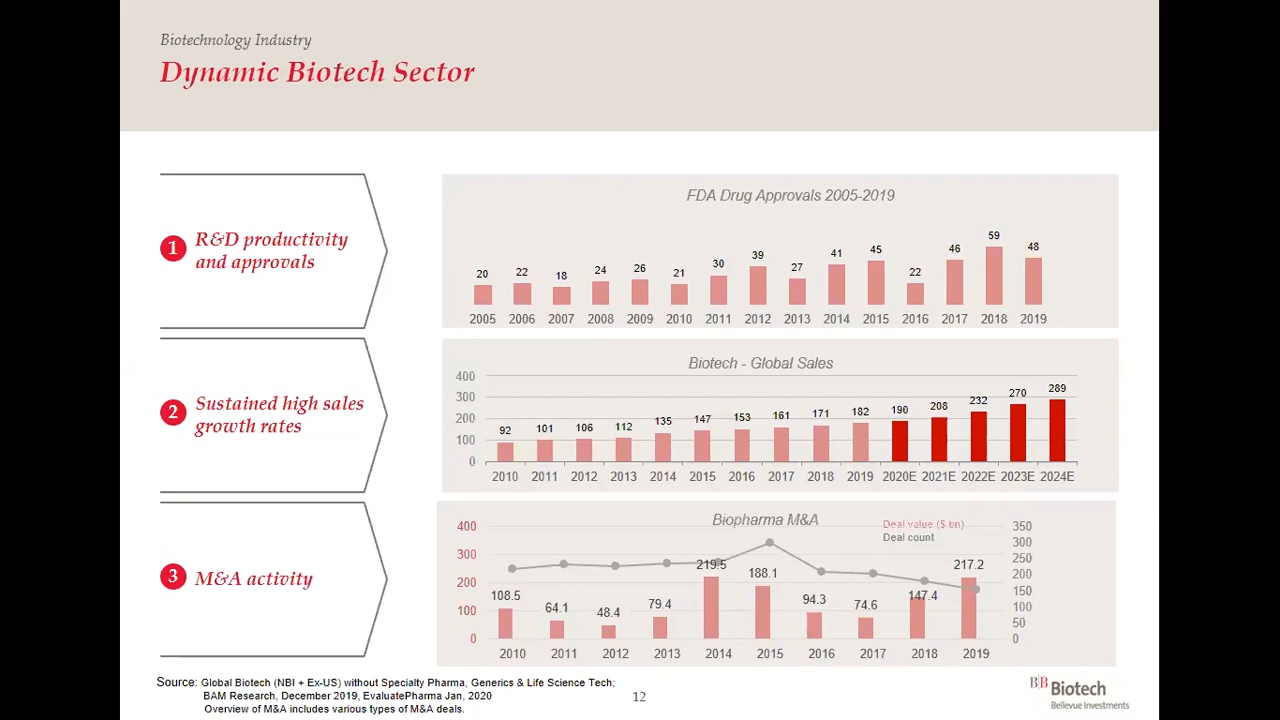 Biotechnology Industry
Dynamic Biotech Sector
1
R&D productivity
and approvals
FDA Drug Approvals 2005-2019
20 22 18 24 26 21 30 39 27 41 45 22 46 59 48
2005 2006 2007 2008 2009 2010 2011 2012 2013 2014 2015 2016 2017 2018 2019
2
Sustained high sales
growth rates
Biotech - Global Sales
400
300
200
100
0
92 101 106 112 135 147 153 161 171 182 190 208 232 270 289
2010 2011 2012 2013 2014 2015 2016 2017 2018 2019 2020E 2021E 2022E 2023E 2024E
3
M&A activity
Biopharma M&A
Deal value ($ bn)
Deal count
400
300
200
100
0
108.5 64.1 48.4 79.4 219.5 188.1 94.3 74.6 147.4 217.2
350
300
250
200
150
100
50
0
2010 2011 2012 2013 2014 2015 2016 2017 2018 2019
Source: Global Biotech (NBI + Ex-US) without Specialty Pharma, Generics & Life Science Tech;
BAM Research, December 2019, EvaluatePharma Jan, 2020
Overview of M&A includes various types of M&A deals.
12
BB Biotech
Bellevue Investments